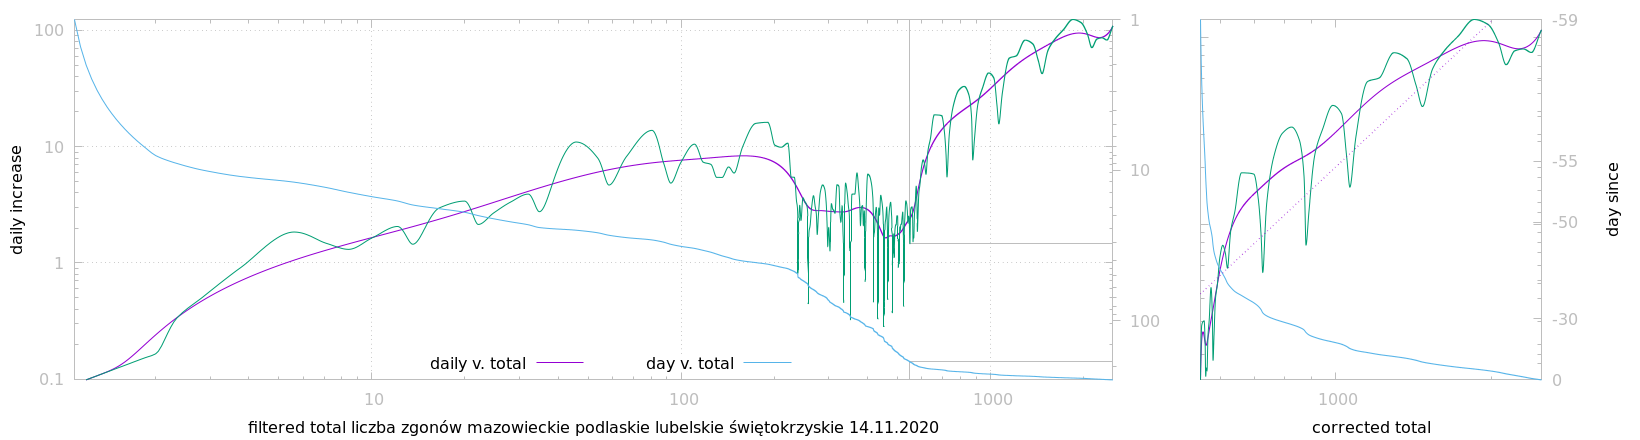 100
10
1
0.1
daily increase
10
100
1000
1
10
100
daily v. total
day v. total
filtered total liczba zgonów mazowieckie podlaskie lubelskie świętokrzyskie 14.11.2020
-59
-55
-50
-30
0
day since
1000
corrected total